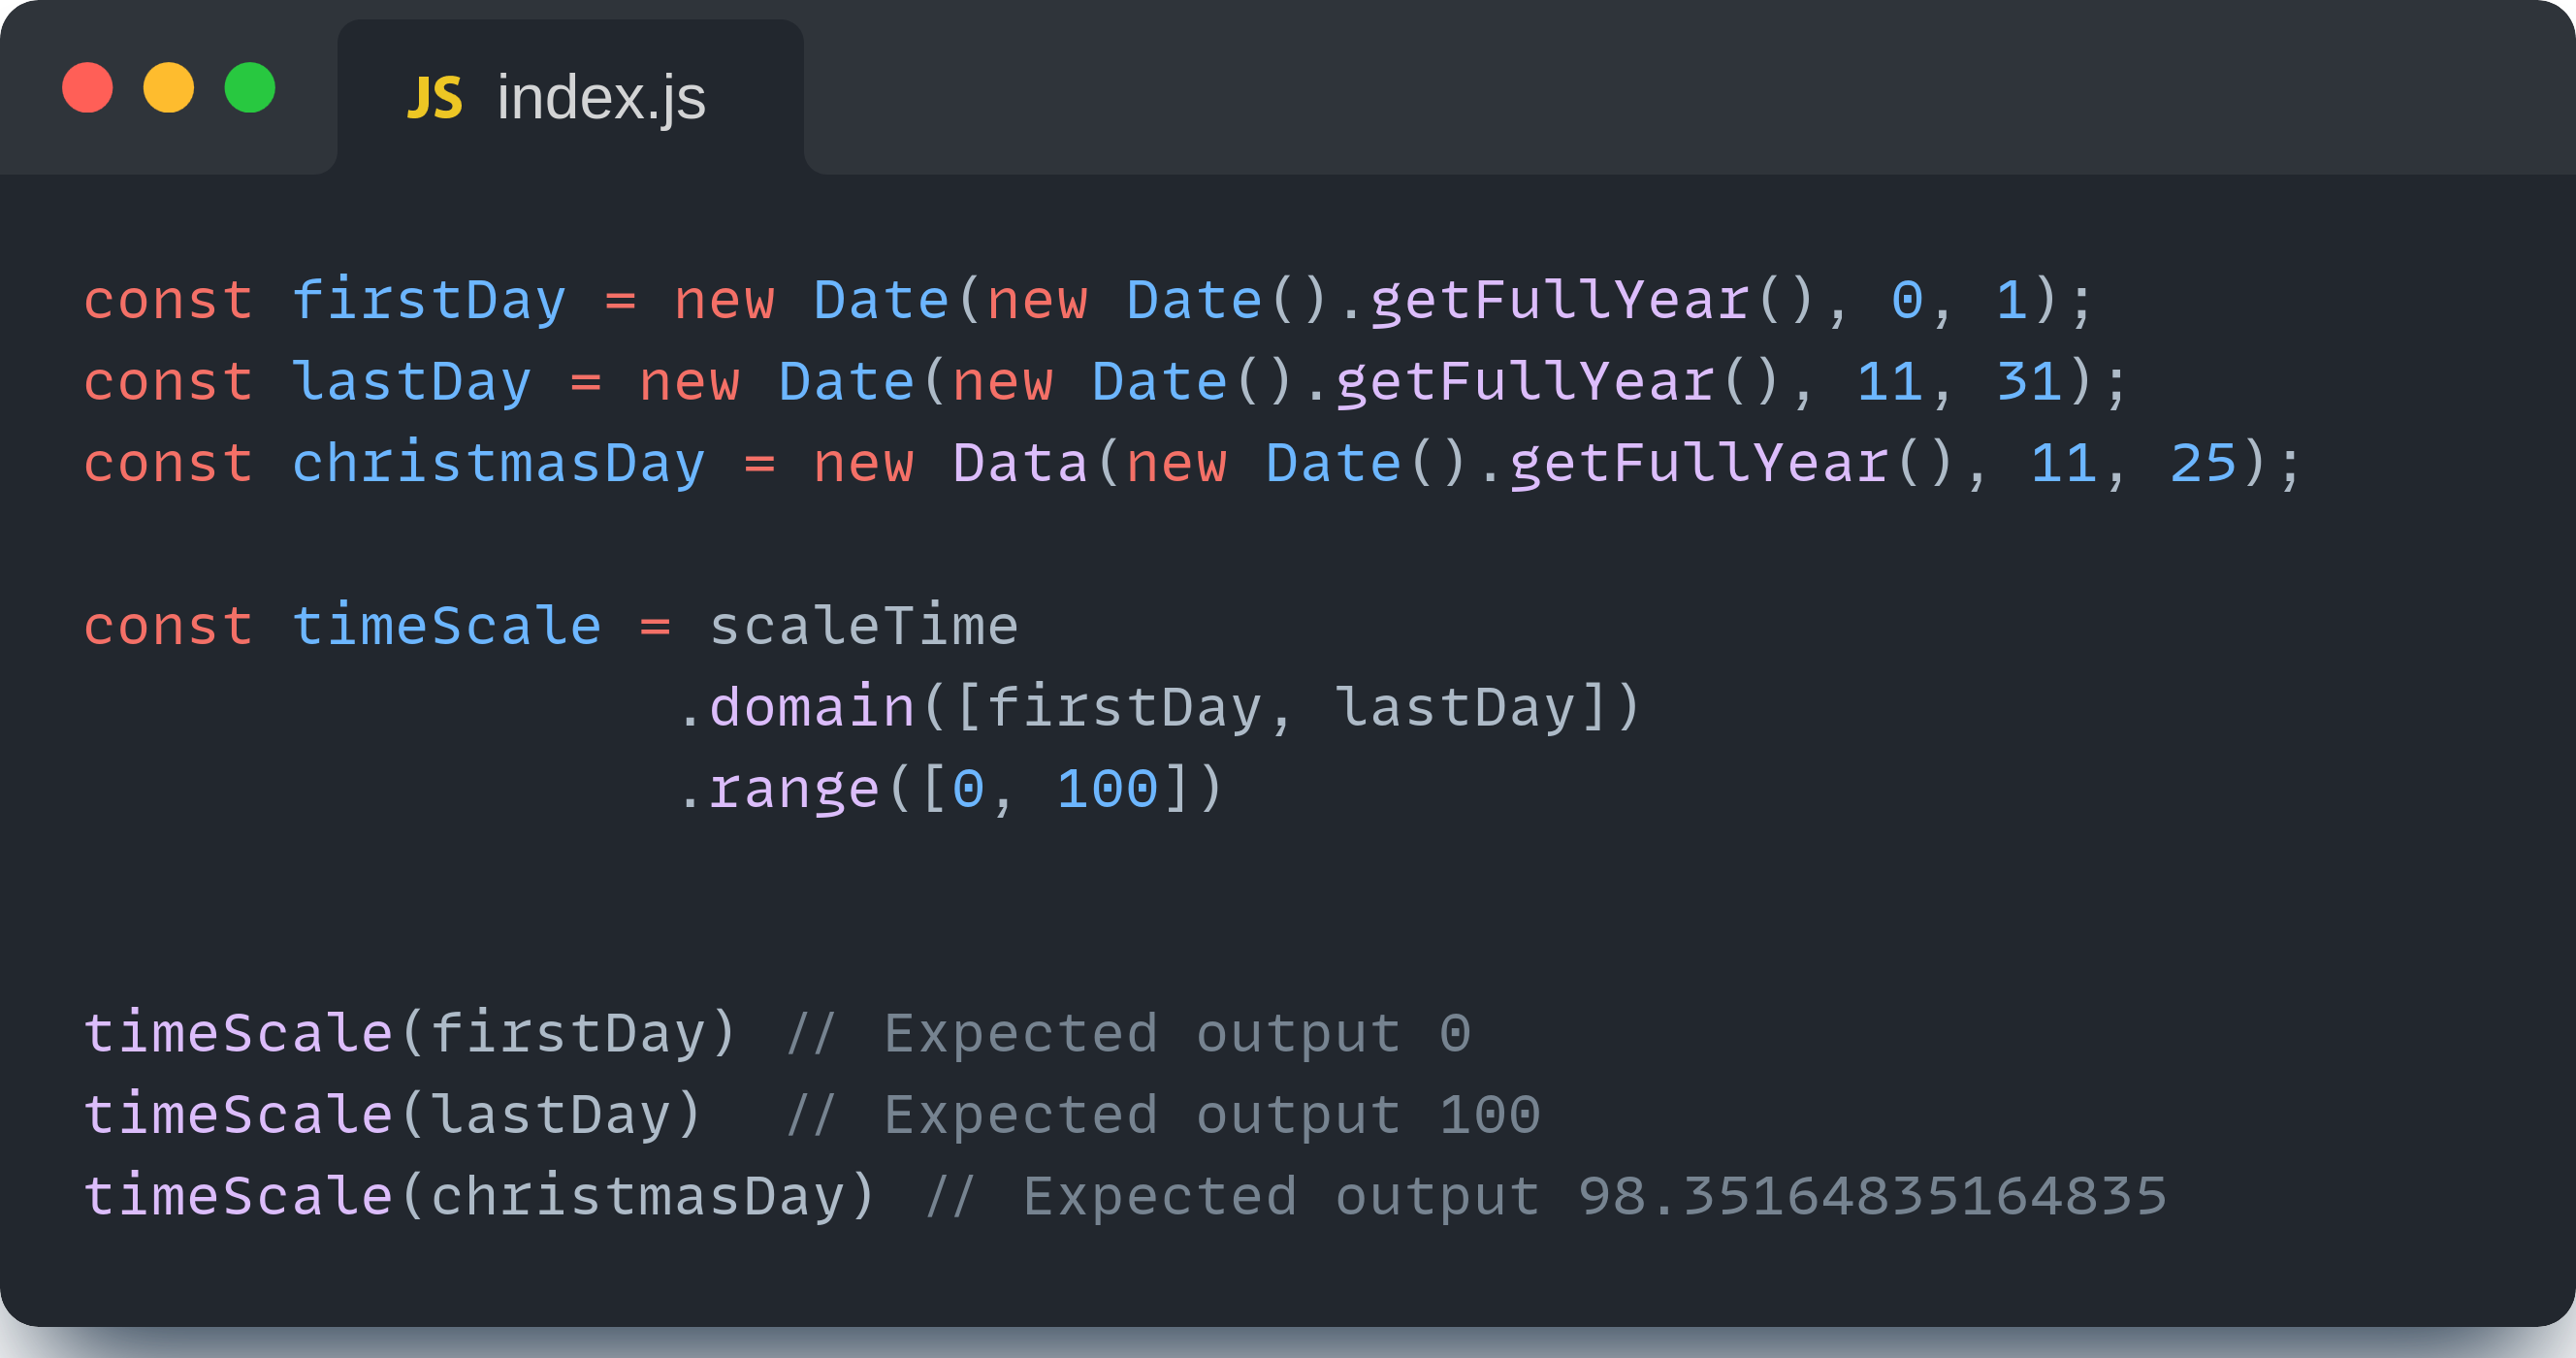 JS index.js
const firstDay = new Date(new Date().getFullYear(), 0, 1);
const lastDay = new Date(new Date().getFullYear(), 11, 31);
const christmasDay = new Data(new Date().getFullYear(), 11, 25);
const timeScale = scaleTime
.domain([firstDay, lastDay])
.range([0, 100])
timeScale(firstDay) // Expected output 0
timeScale(lastDay)  // Expected output 100
timeScale(christmasDay) // Expected output 98.35164835164835